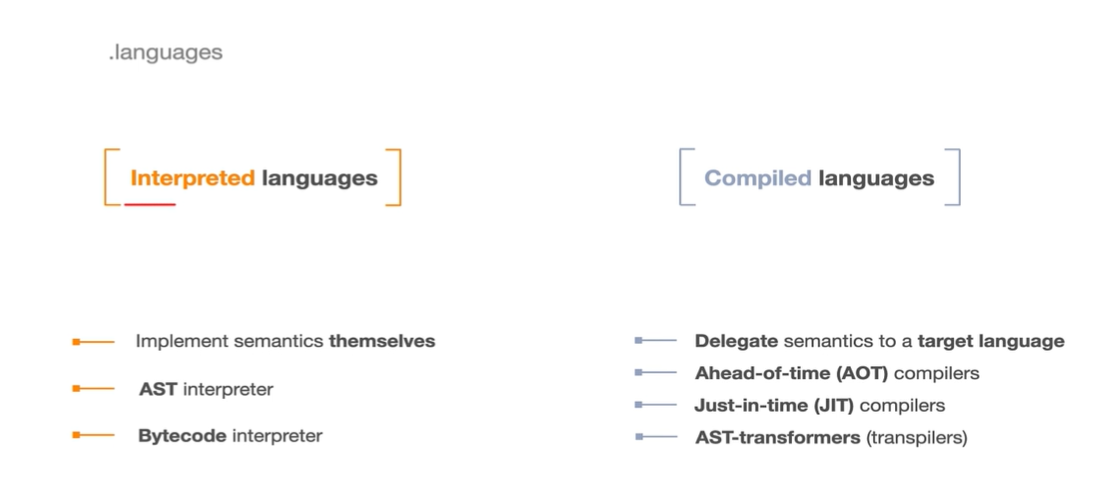 .languages
Interpreted languages
Compiled languages
Implement semantics themselves
AST interpreter
Bytecode interpreter
Delegate semantics to a target language
Ahead-of-time (AOT) compilers
Just-in-time (JIT) compilers
AST-transformers (transpilers)